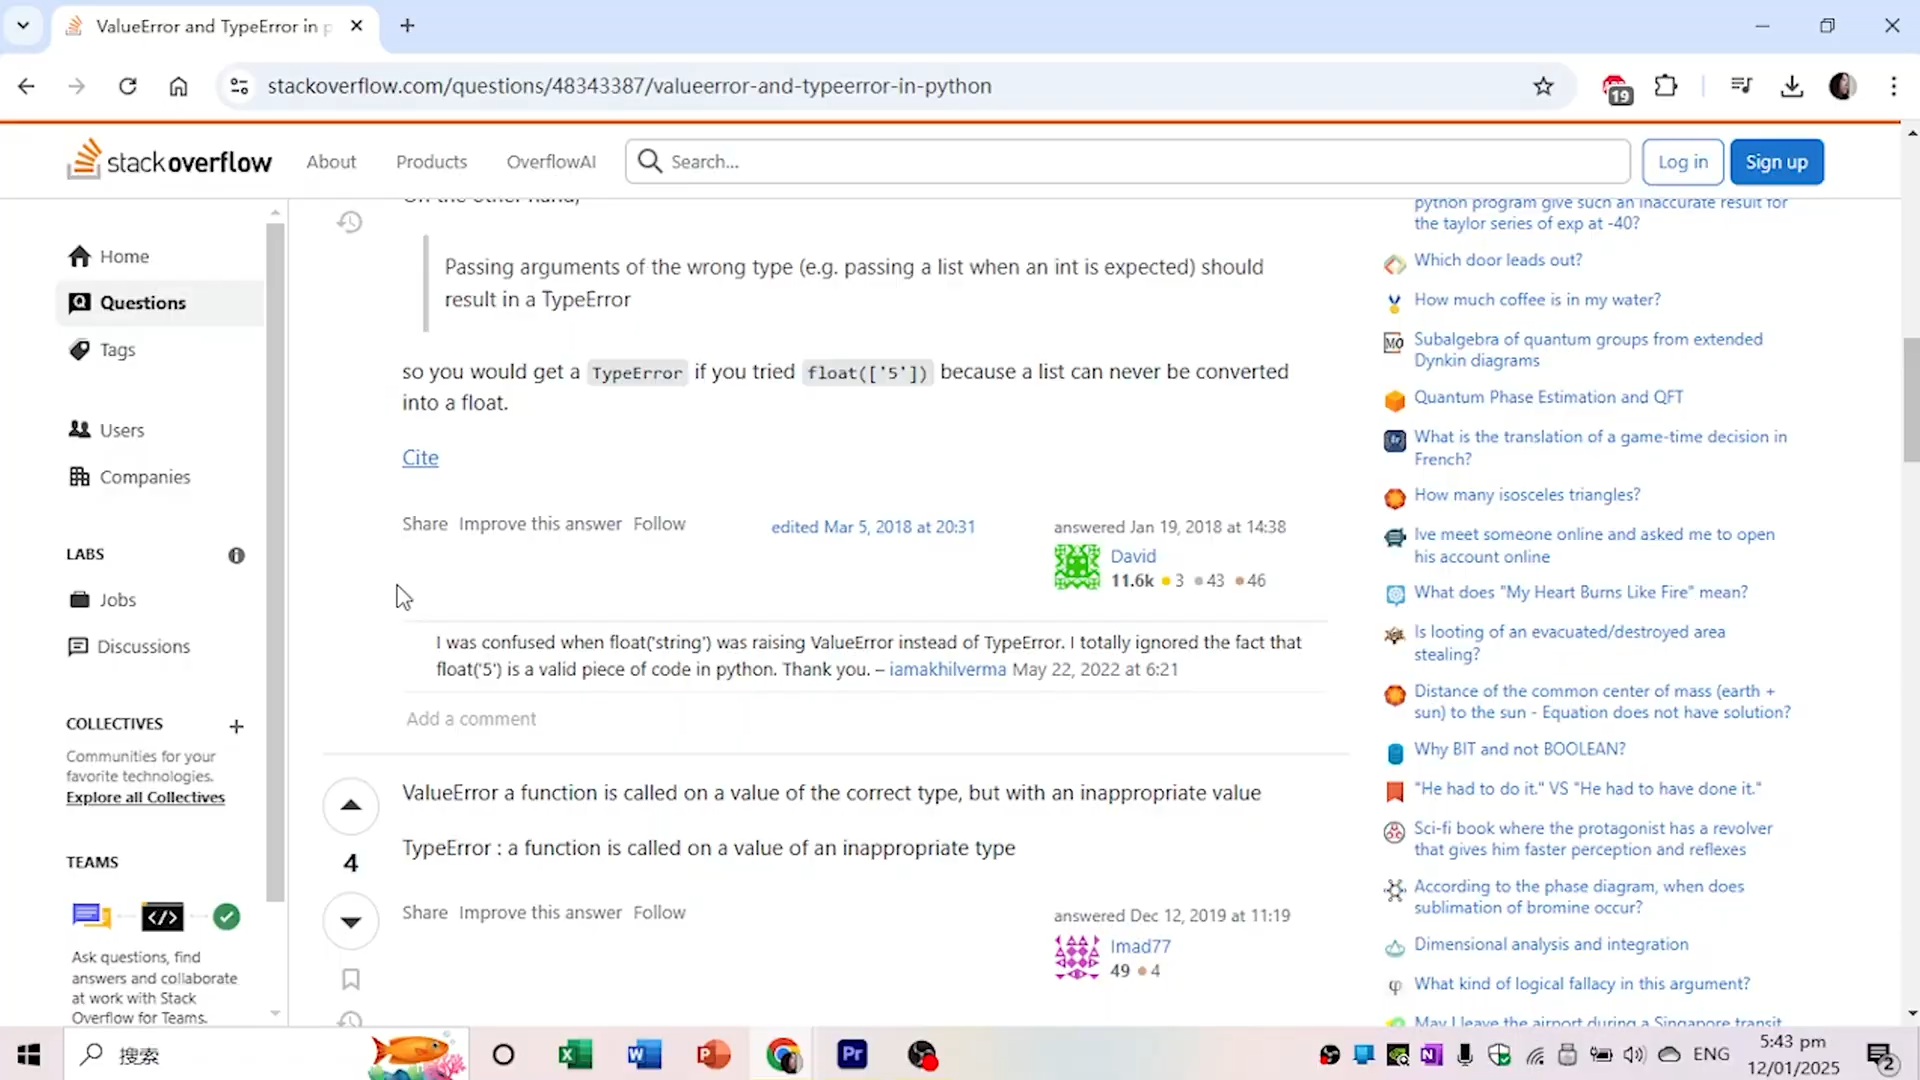 ValueError and TypeError in p
stackoverflow.com/questions/48343387/valueerror-and-typeerror-in-python
19
stackoverflow
About
Products
OverflowAI
Search...
Log in
Sign up
Home
Questions
Tags
Users
Companies
LABS
Jobs
Discussions
COLLECTIVES
Communities for your
favorite technologies.
Explore all Collectives
TEAMS
Ask questions, find
answers and collaborate
at work with Stack
Overflow for Teams.
On the other hand,
Passing arguments of the wrong type (e.g. passing a list when an int is expected) should
result in a TypeError
so you would get a TypeError if you tried float(['5']) because a list can never be converted
into a float.
Cite
Share Improve this answer Follow
edited Mar 5, 2018 at 20:31
answered Jan 19, 2018 at 14:38
David
11.6k 3 43 46
I was confused when float('string') was raising ValueError instead of TypeError. I totally ignored the fact that
float('5') is a valid piece of code in python. Thank you. – iamakhilverma May 22, 2022 at 6:21
Add a comment
ValueError a function is called on a value of the correct type, but with an inappropriate value
4
TypeError : a function is called on a value of an inappropriate type
Share Improve this answer Follow
answered Dec 12, 2019 at 11:19
Imad77
49 4
python program give such an inaccurate result for
the taylor series of exp at -40?
Which door leads out?
How much coffee is in my water?
MO
Subalgebra of quantum groups from extended
Dynkin diagrams
Quantum Phase Estimation and QFT
What is the translation of a game-time decision in
French?
How many isosceles triangles?
Ive meet someone online and asked me to open
his account online
What does "My Heart Burns Like Fire" mean?
Is looting of an evacuated/destroyed area
stealing?
Distance of the common center of mass (earth +
sun) to the sun - Equation does not have solution?
Why BIT and not BOOLEAN?
"He had to do it." VS "He had to have done it."
Sci-fi book where the protagonist has a revolver
that gives him faster perception and reflexes
According to the phase diagram, when does
sublimation of bromine occur?
Dimensional analysis and integration
φ
What kind of logical fallacy in this argument?
May I leave the airport during a Singapore transit
搜索
X
W
P
Pr
N
ENG
5:43 pm
12/01/2025
2